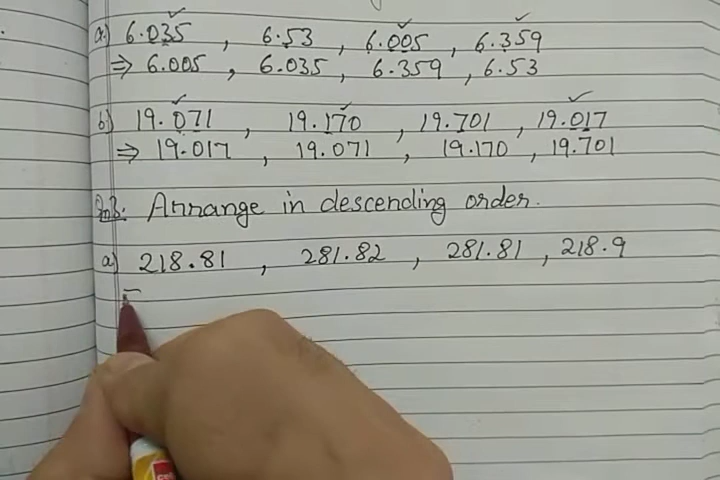 a) 6.035 , 6.53 , 6.005 , 6.359
⇒ 6.005 , 6.035 , 6.359 , 6.53
b) 19.071 , 19.170 , 19.701 , 19.017
⇒ 19.017 , 19.071 , 19.170 , 19.701
Arrange in descending order.
a) 218.81 , 281.82 , 281.81 , 218.9